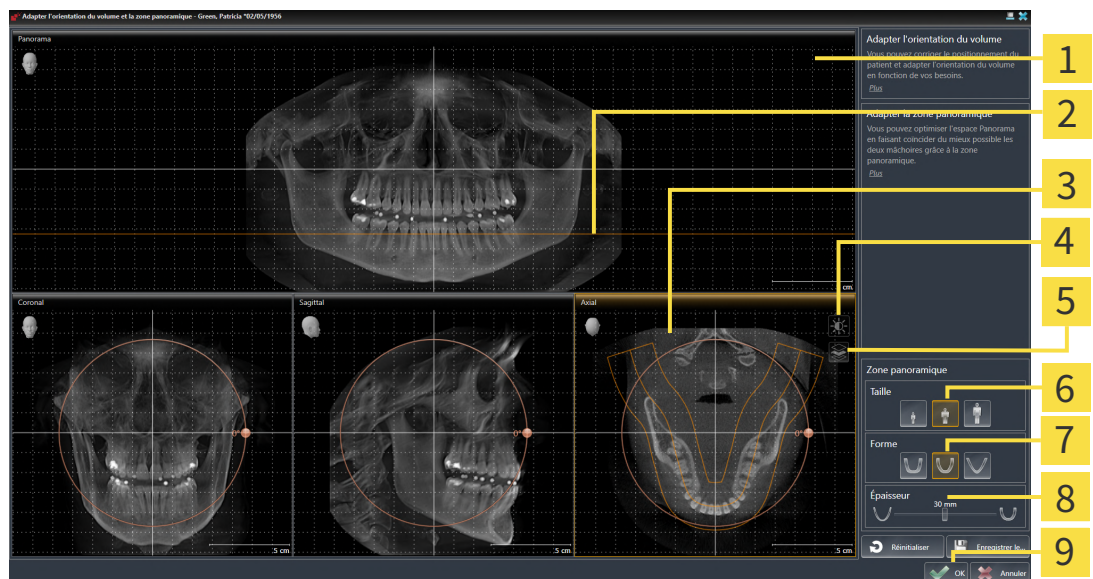 Adapter l'orientation du volume et la zone panoramique - Green, Patricia *02/05/1956
Panorama
cm
Coronal
0°
5 cm
Sagittal
0°
5 cm
Axial
0°
5 cm
Adapter l'orientation du volume
Vous pouvez corriger le positionnement du
patient et adapter l'orientation du volume
en fonction de vos besoins.
Plus
Adapter la zone panoramique
Vous pouvez optimiser l'espace Panorama
en faisant coïncider du mieux possible les
deux mâchoires grâce à la zone
panoramique.
Plus
Zone panoramique
Taille
Forme
Épaisseur
30 mm
Réinitialiser
Enregistrer le...
OK
Annuler
1
2
3
4
5
6
7
8
9